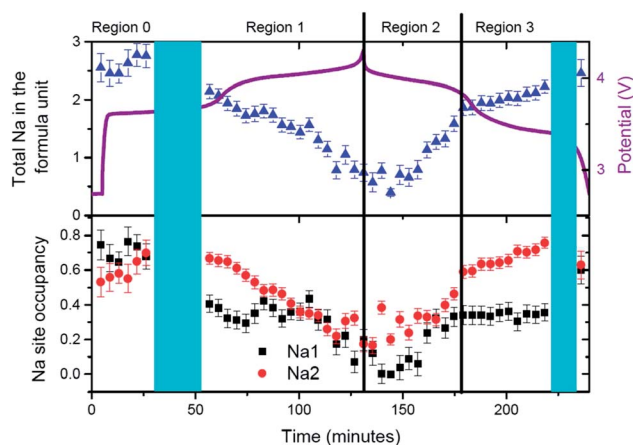 Region 0 Region 1 Region 2 Region 3
Total Na in the
formula unit
3
2
1
0
4
3
Potential (V)
Na site occupancy
0.8
0.6
0.4
0.2
0.0
Na1
Na2
0 50 100 150 200
Time (minutes)